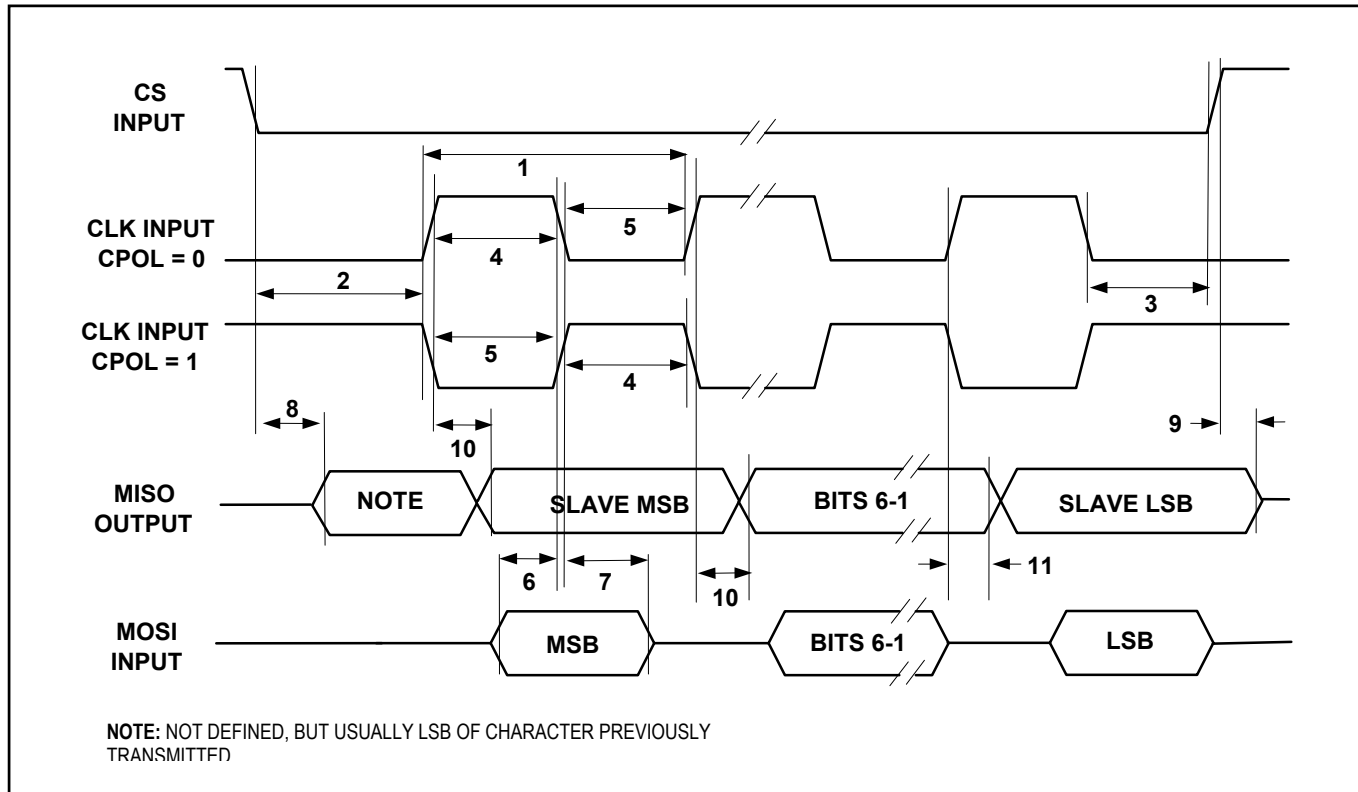 CS
INPUT
1
CLK INPUT
CPOL = 0
5
4
2
3
CLK INPUT
CPOL = 1
5
4
8
10
9
MISO
OUTPUT
NOTE
SLAVE MSB
BITS 6-1
SLAVE LSB
6
7
10
11
MOSI
INPUT
MSB
BITS 6-1
LSB
NOTE: NOT DEFINED, BUT USUALLY LSB OF CHARACTER PREVIOUSLY
TRANSMITTED